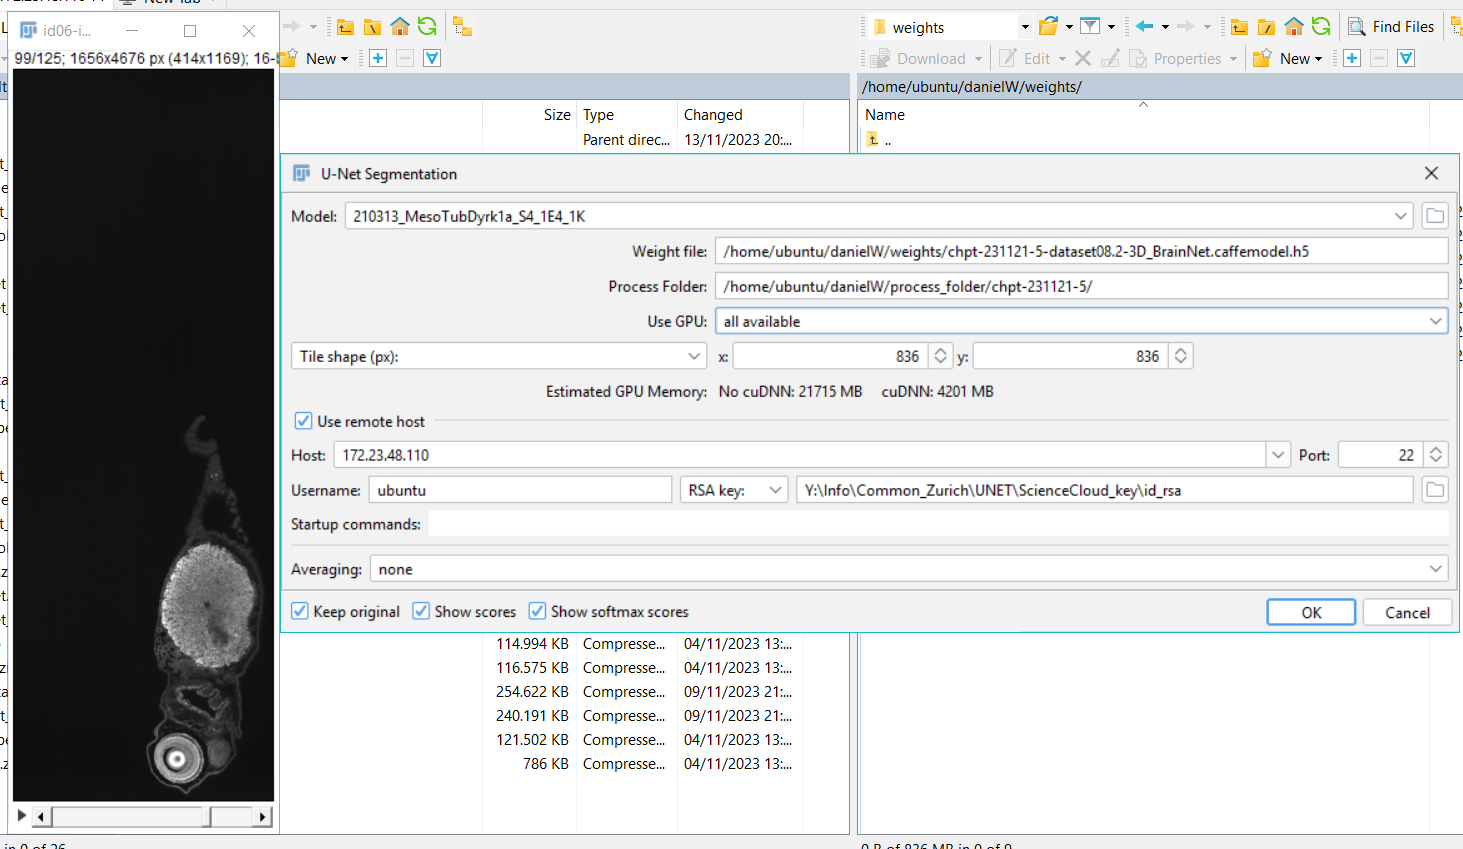 New Tab
id06-i...
99/125; 1656x4676 px (414x1169); 16-b
New
weights
Find Files
Download
Edit
Properties
New
/home/ubuntu/danielW/weights/
Size
Type
Changed
Name
Parent direc...
13/11/2023 20:...
..
U-Net Segmentation
Model:
210313_MesoTubDyrk1a_S4_1E4_1K
Weight file:
/home/ubuntu/danielW/weights/chpt-231121-5-dataset08.2-3D_BrainNet.caffemodel.h5
Process Folder:
/home/ubuntu/danielW/process_folder/chpt-231121-5/
Use GPU:
all available
Tile shape (px):
x:
836
y:
836
Estimated GPU Memory:
No cuDNN: 21715 MB
cuDNN: 4201 MB
Use remote host
Host:
172.23.48.110
Port:
22
Username:
ubuntu
RSA key:
Y:\Info\Common_Zurich\UNET\ScienceCloud_key\id_rsa
Startup commands:
Averaging:
none
Keep original
Show scores
Show softmax scores
OK
Cancel
114.994 KB
Compresse...
04/11/2023 13:...
116.575 KB
Compresse...
04/11/2023 13:...
254.622 KB
Compresse...
09/11/2023 21:...
240.191 KB
Compresse...
09/11/2023 21:...
121.502 KB
Compresse...
04/11/2023 13:...
786 KB
Compresse...
04/11/2023 13:...
in 0 of 26
0 B of 836 MB in 0 of 9